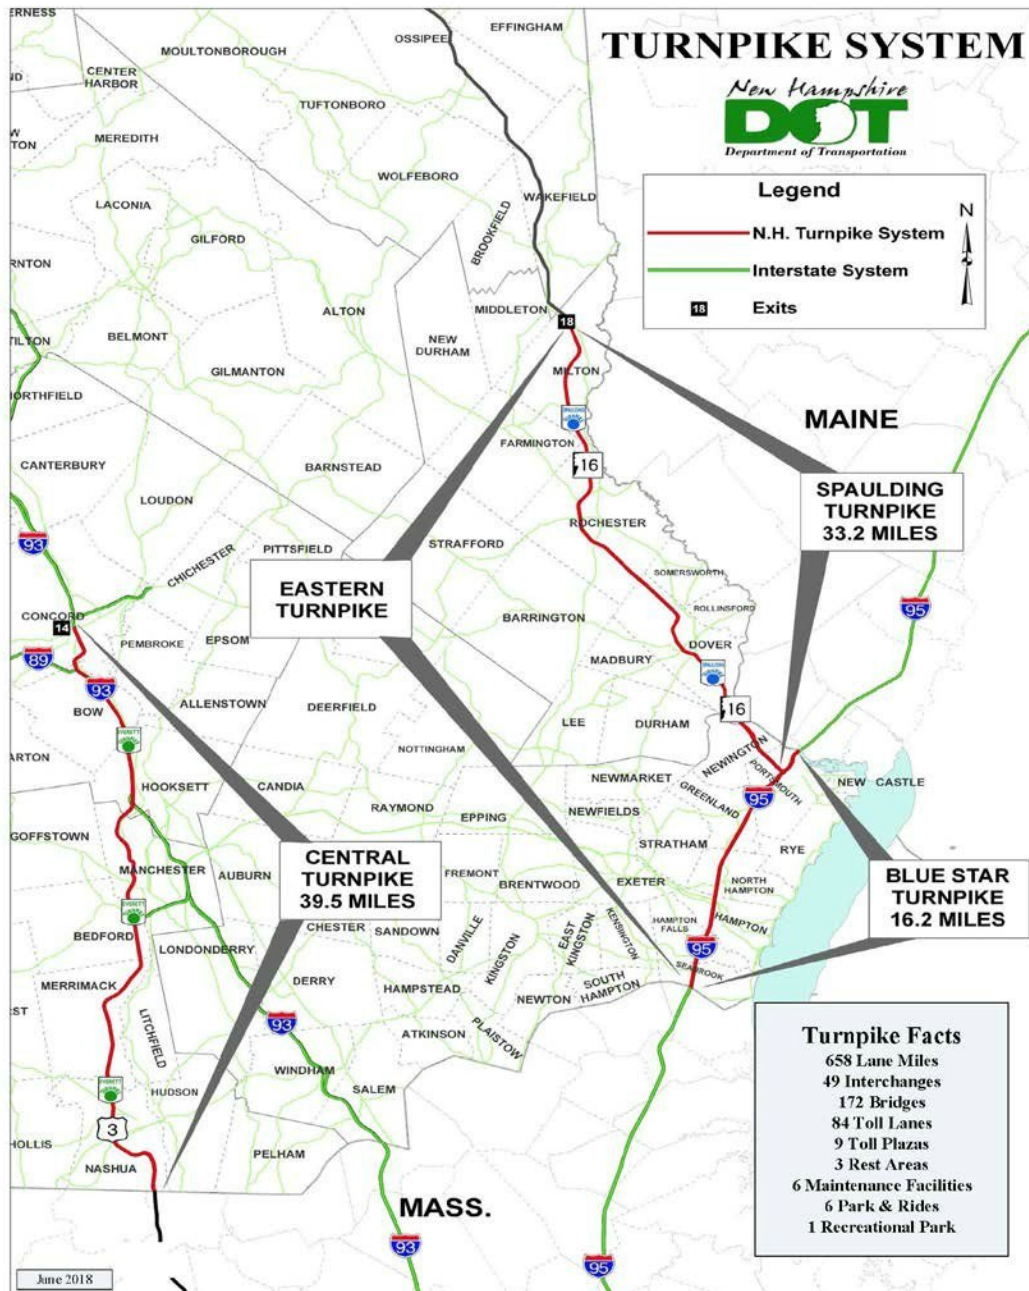 TURNPIKE SYSTEM
New Hampshire
DOT
Department of Transportation
Legend
N.H. Turnpike System
Interstate System
18 Exits
N
OSSIPEE
EFFINGHAM
MOULTONBOROUGH
CENTER
HARBOR
TUFTONBORO
MEREDITH
WOLFEBORO
WAKEFIELD
BROOKFIELD
LACONIA
GILFORD
ALTON
MIDDLETON
18
BELMONT
NEW
DURHAM
GILMANTON
MILTON
MAINE
FARMINGTON
16
CANTERBURY
BARNSTEAD
LOUDON
SPAULDING
TURNPIKE
33.2 MILES
ROCHESTER
93
PITTSFIELD
STRAFFORD
CHICHESTER
EASTERN
TURNPIKE
SOMERSWORTH
ROLLINSFORD
95
CONCORD
14
PEMBROKE
EPSOM
BARRINGTON
DOVER
89
93
MADBURY
BOW
ALLENSTOWN
DEERFIELD
LEE
DURHAM
16
NOTTINGHAM
NEWINGTON
PORTSMOUTH
NEW CASTLE
HOOKSETT
CANDIA
NEWMARKET
GREENLAND
95
RAYMOND
EPPING
NEWFIELDS
GOFFSTOWN
STRATHAM
RYE
MANCHESTER
AUBURN
CENTRAL
TURNPIKE
39.5 MILES
FREMONT
BRENTWOOD
EXETER
NORTH
HAMPTON
BLUE STAR
TURNPIKE
16.2 MILES
BEDFORD
LONDONDERRY
CHESTER
SANDOWN
DANVILLE
KINGSTON
EAST
KINGSTON
KENSINGTON
HAMPTON
FALLS
HAMPTON
95
SEABROOK
MERRIMACK
LITCHFIELD
DERRY
HAMPSTEAD
NEWTON
SOUTH
HAMPTON
93
ATKINSON
PLAISTOW
WINDHAM
SALEM
HUDSON
3
NASHUA
PELHAM
MASS.
93
95
Turnpike Facts
658 Lane Miles
49 Interchanges
172 Bridges
84 Toll Lanes
9 Toll Plazas
3 Rest Areas
6 Maintenance Facilities
6 Park & Rides
1 Recreational Park
June 2018